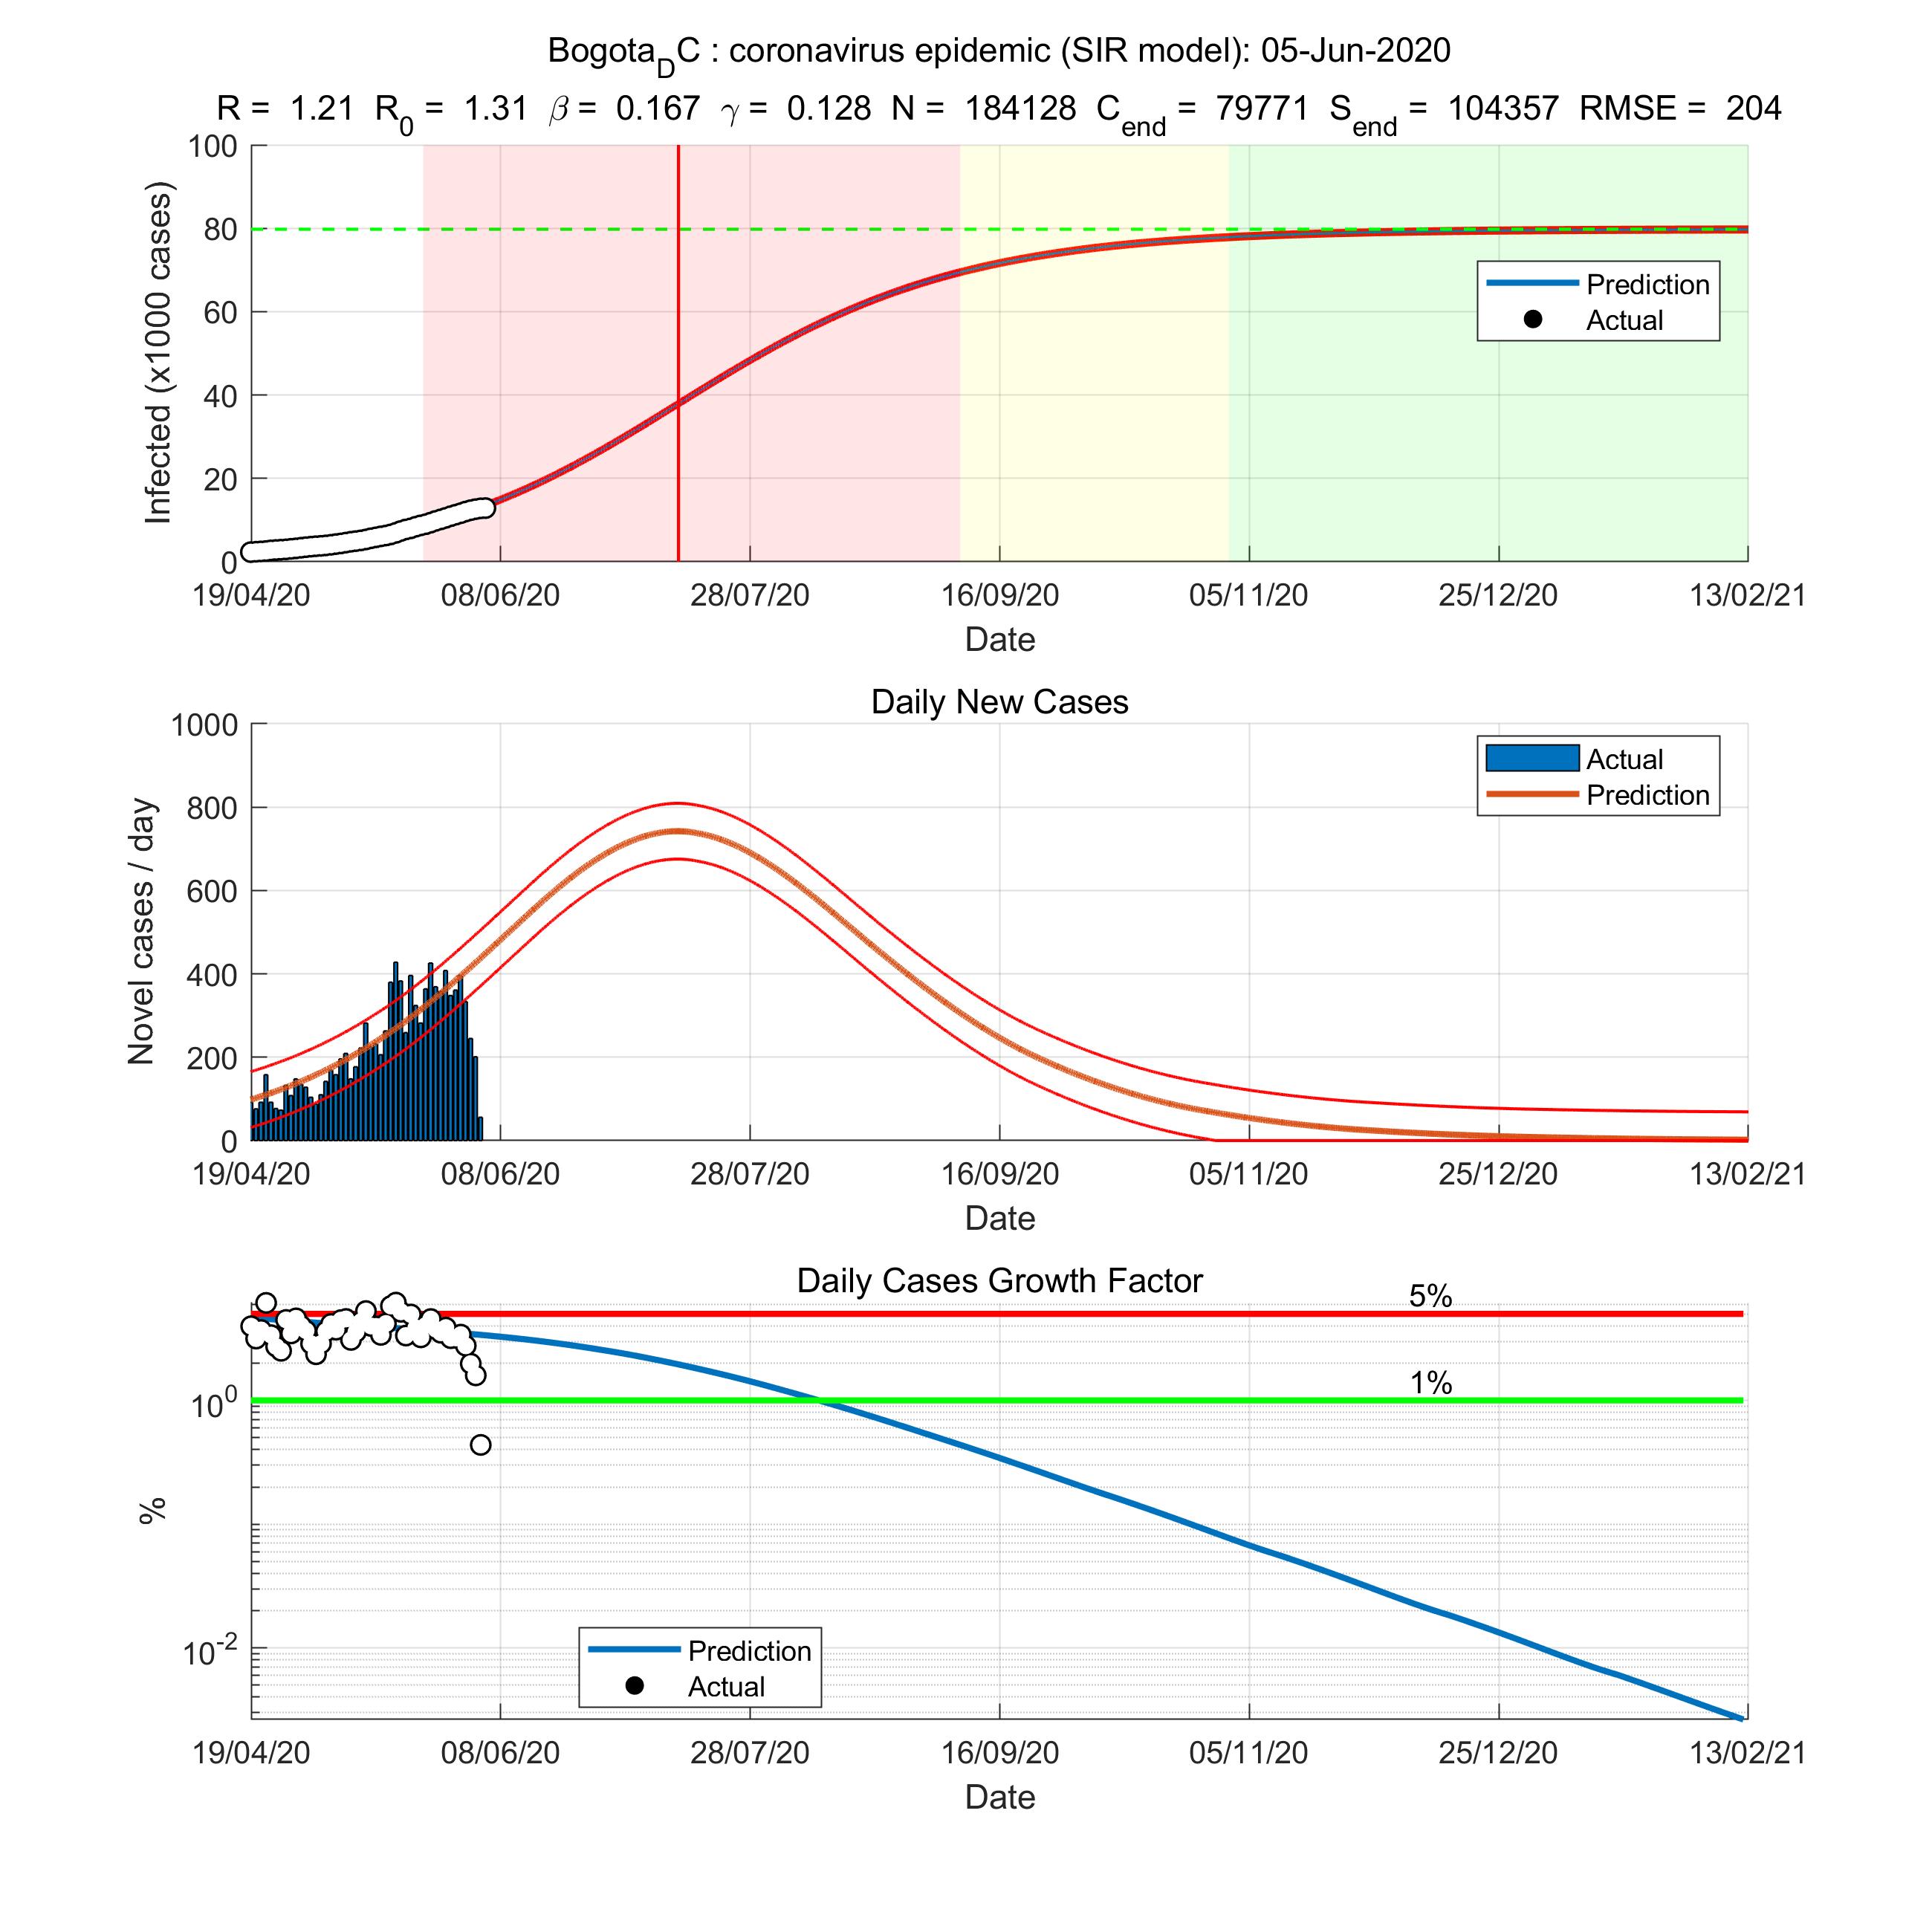 Bogota_DC : coronavirus epidemic (SIR model): 05-Jun-2020
R = 1.21 R_0 = 1.31 β = 0.167 γ = 0.128 N = 184128 C_end = 79771 S_end = 104357 RMSE = 204
100
80
60
40
20
0
Infected (x1000 cases)
Prediction
Actual
19/04/20 08/06/20 28/07/20 16/09/20 05/11/20 25/12/20 13/02/21
Date
Daily New Cases
1000
800
600
400
200
0
Novel cases / day
Actual
Prediction
19/04/20 08/06/20 28/07/20 16/09/20 05/11/20 25/12/20 13/02/21
Date
Daily Cases Growth Factor
5%
1%
10^0
10^-2
%
Prediction
Actual
19/04/20 08/06/20 28/07/20 16/09/20 05/11/20 25/12/20 13/02/21
Date